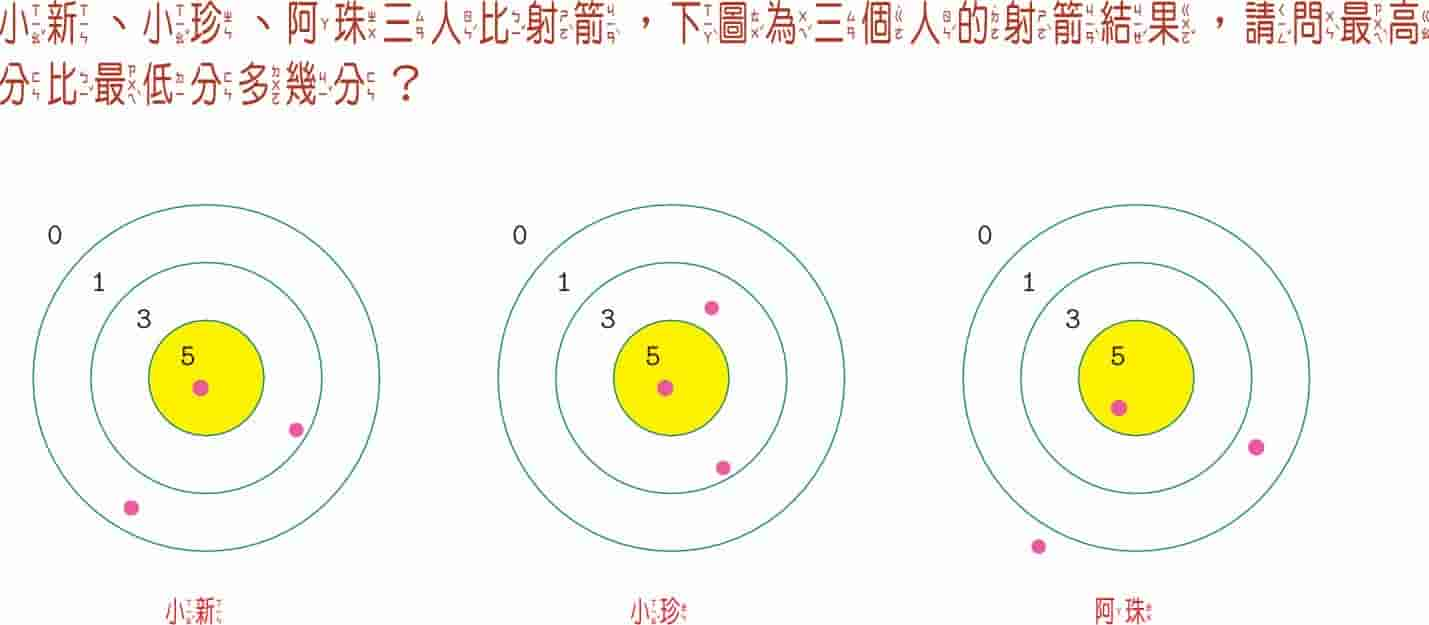 小新、小珍、阿珠三人比射箭，下圖為三個人的射箭結果，請問最高
分比最低分多幾分？
0 0 0
1 1 1
3 3 3
5 5 5
小新 小珍 阿珠